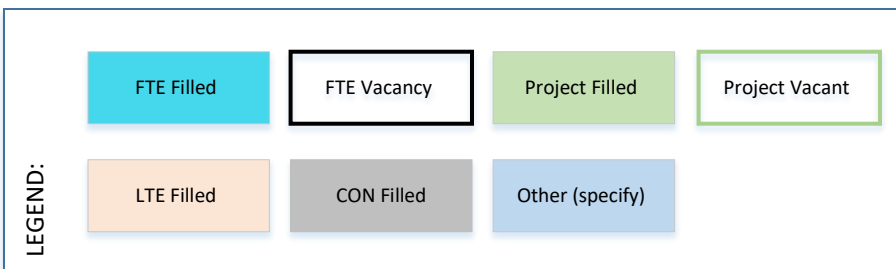 LEGEND:
FTE Filled
FTE Vacancy
Project Filled
Project Vacant
LTE Filled
CON Filled
Other (specify)